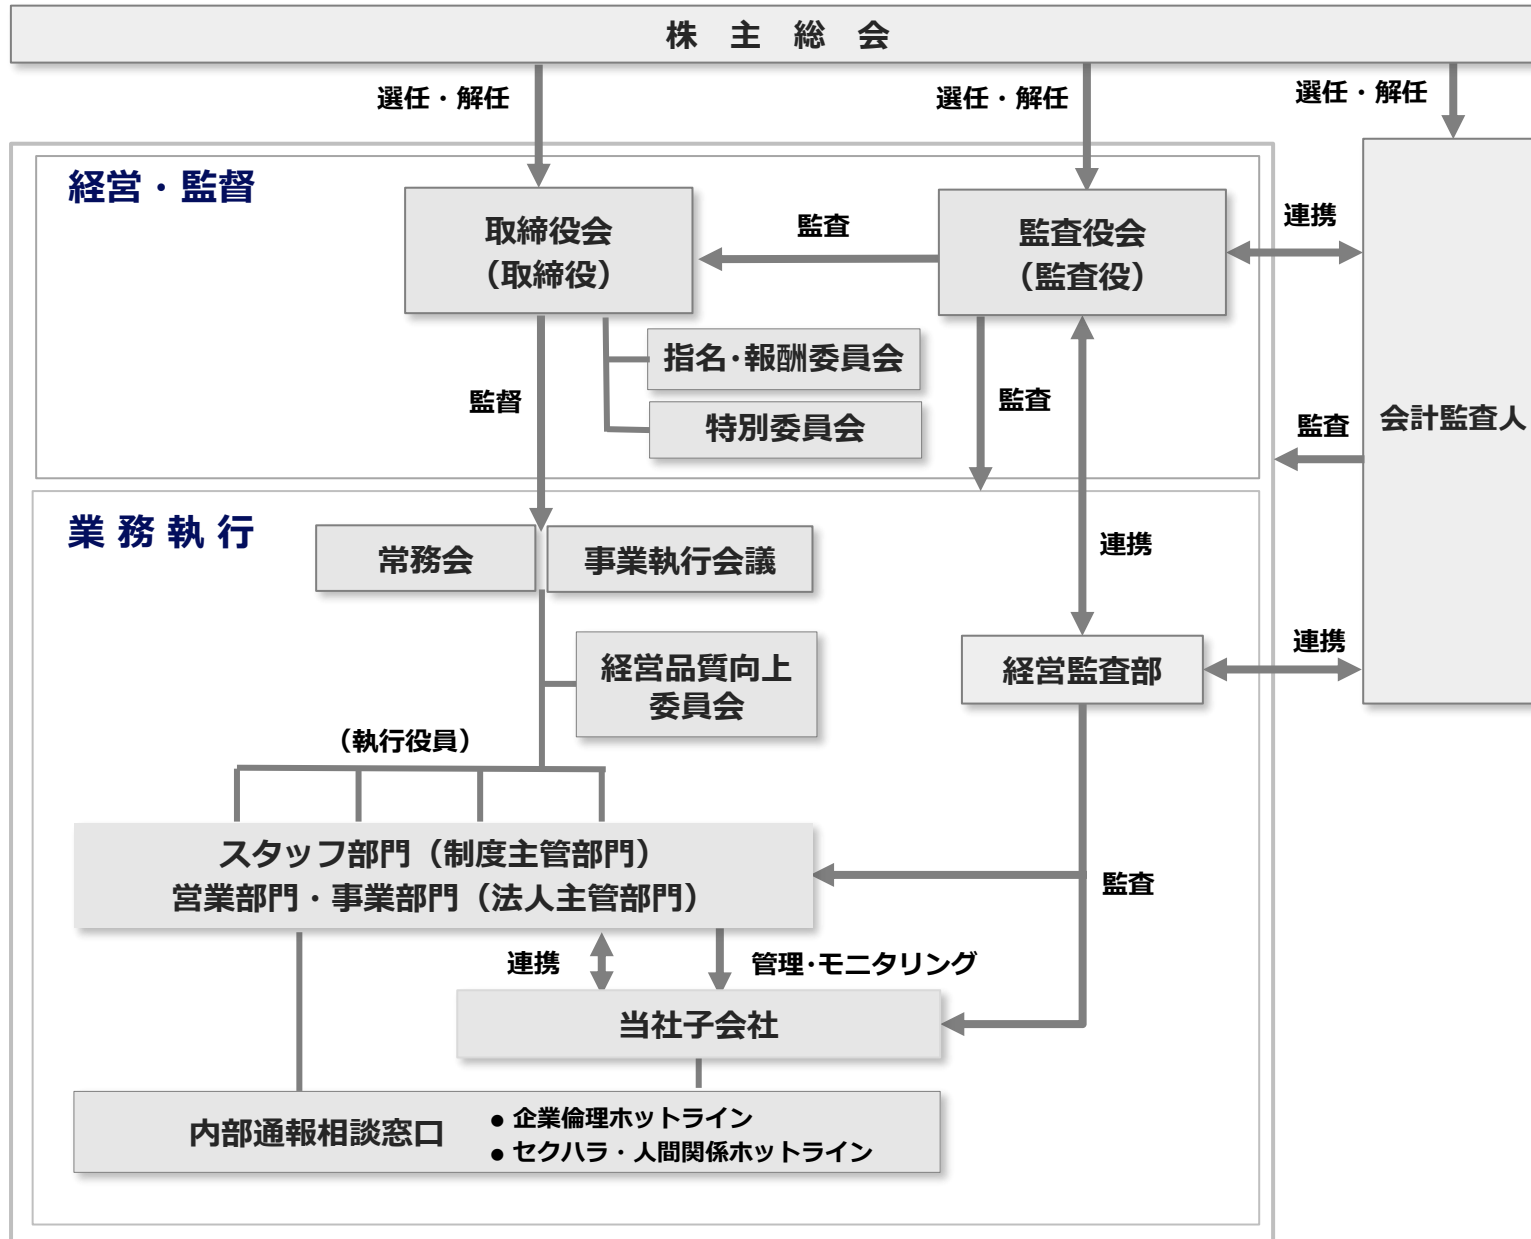 株 主 総 会
選任・解任
選任・解任
選任・解任
経営・監督
取締役会
（取締役）
監査
監査役会
（監査役）
連携
指名・報酬委員会
特別委員会
監督
監査
監査
会計監査人
業 務 執 行
常務会
事業執行会議
連携
経営品質向上
委員会
経営監査部
連携
（執行役員）
スタッフ部門（制度主管部門）
営業部門・事業部門（法人主管部門）
監査
連携
管理・モニタリング
当社子会社
内部通報相談窓口
● 企業倫理ホットライン
● セクハラ・人間関係ホットライン